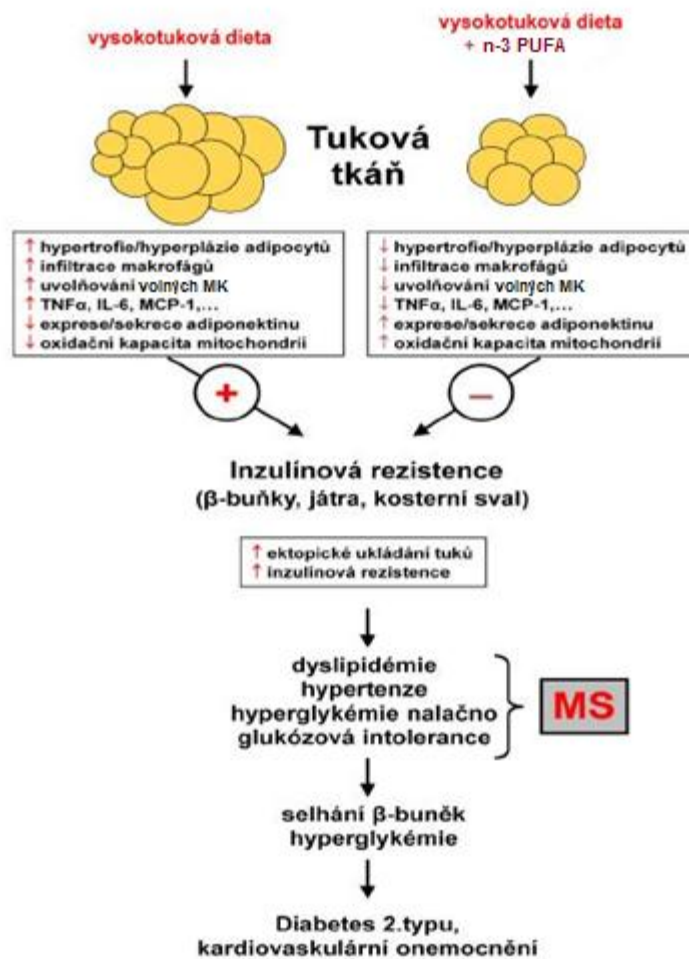 vysokotuková dieta
vysokotuková dieta
+ n-3 PUFA
Tuková
tkáň
↑ hypertrofie/hyperplázie adipocytů
↑ infiltrace makrofágů
↑ uvolňování volných MK
↑ TNFα, IL-6, MCP-1,...
↓ exprese/sekrece adiponektinu
↓ oxidační kapacita mitochondrií
↓ hypertrofie/hyperplázie adipocytů
↓ infiltrace makrofágů
↓ uvolňování volných MK
↓ TNFα, IL-6, MCP-1,...
↑ exprese/sekrece adiponektinu
↑ oxidační kapacita mitochondrií
+
−
Inzulínová rezistence
(β-buňky, játra, kosterní sval)
↑ ektopické ukládání tuků
↑ inzulínová rezistence
dyslipidémie
hypertenze
hyperglykémie nalačno
glukózová intolerance
MS
selhání β-buněk
hyperglykémie
Diabetes 2.typu,
kardiovaskulární onemocnění